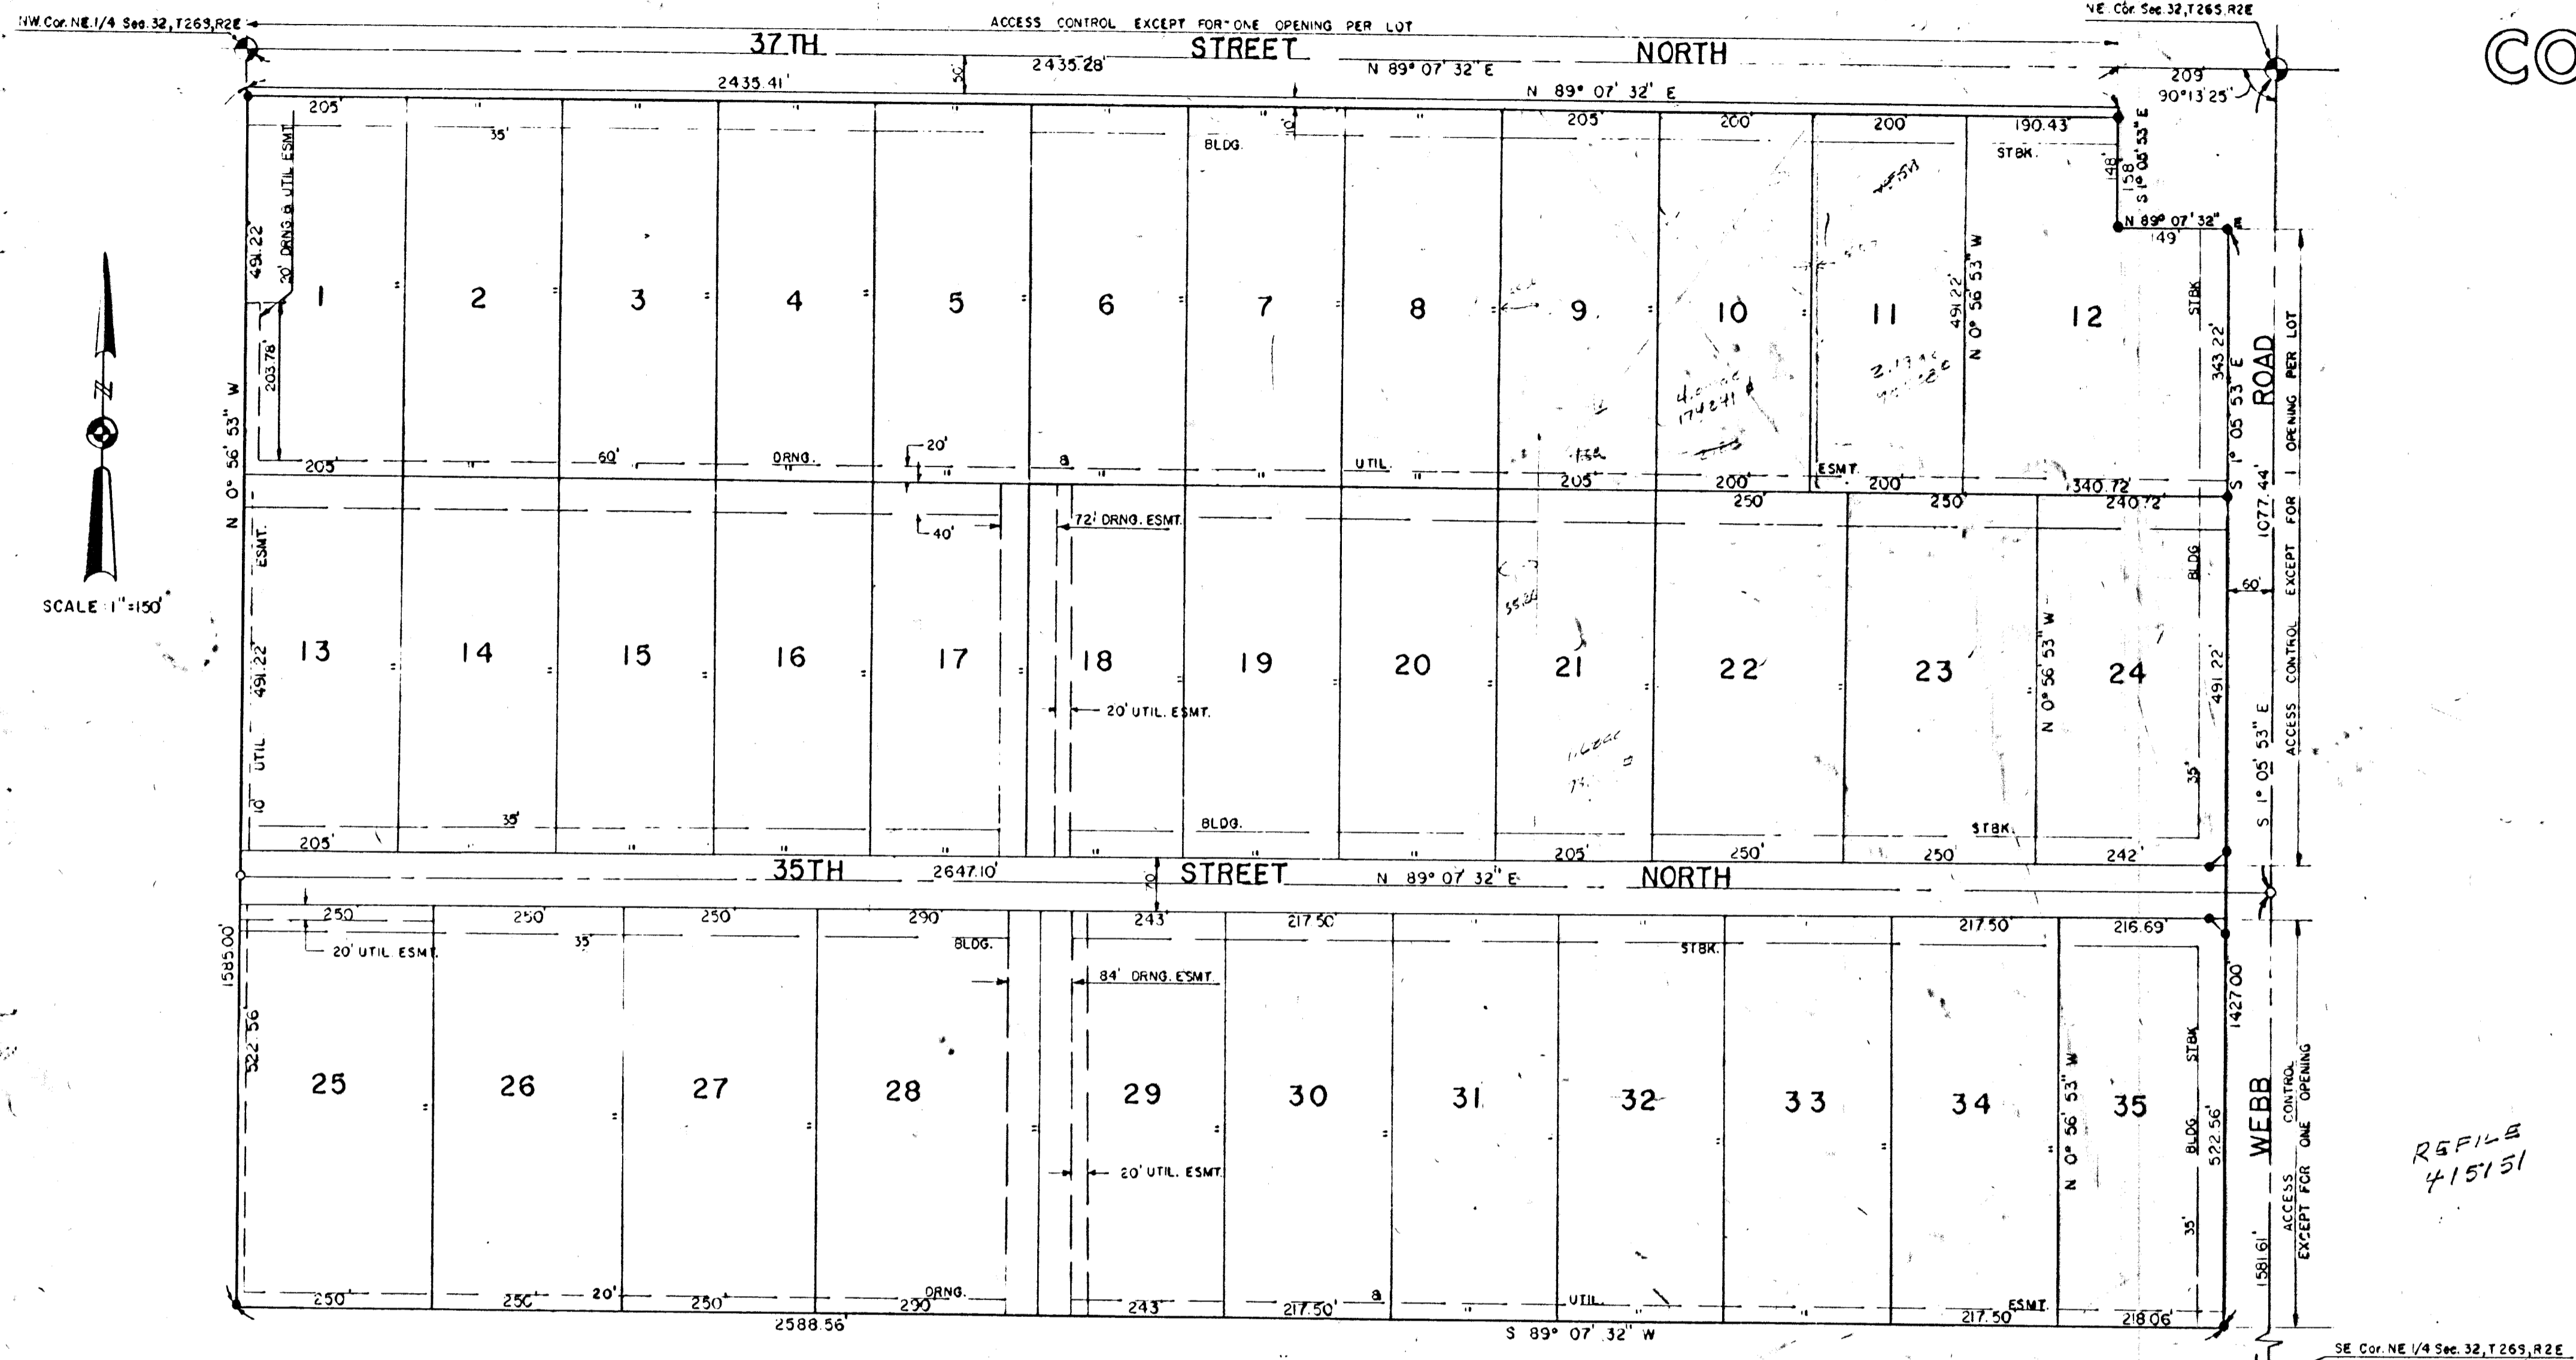 NW. Cor. NE. 1/4 Sec. 32, T26S, R2E
ACCESS CONTROL EXCEPT FOR ONE OPENING PER LOT
NE. Cor. Sec. 32, T26S, R2E
CO
37TH STREET NORTH
2435.28' N 89° 07' 32" E
209'
90°13'25"
50'
2435.41' N 89° 07' 32" E
205' " " " " " " " 205' 200' 200' 190.43'
35' BLDG. STBK.
10'
148'
158'
S 1° 05' 53" E
N 89° 07' 32" E
149'
20' DRNG & UTIL ESMT
491.22'
203.78'
N 0° 56' 53" W
1 2 3 4 5 6 7 8 9 10 11 12
491.22'
N 0° 56' 53" W
STBK
343.22'
S 1° 05' 53" E
ROAD
174241
SCALE 1"=150'
20'
205' " 60' " DRNG. " & " " UTIL. " 205' 200' ESMT. 200' 340.72'
250' 250' 240.72'
40'
72' DRNG. ESMT.
10' UTIL 491.22' ESMT.
13 14 15 16 17 18 19 20 21 22 23 24
20' UTIL. ESMT.
N 0° 56' 53" W
BLDG
35'
491.22'
60'
1077.44'
S 1° 05' 53" E
ACCESS CONTROL EXCEPT FOR 1 OPENING PER LOT
35' BLDG. STBK.
205' " " " " " " " 205' 250' 250' 242'
35TH STREET NORTH
2647.10' N 89° 07' 32" E
70'
250' 250' 250' 290' 243' 217.50' " " " 217.50' 216.69'
20' UTIL. ESMT.
35' BLDG. STBK.
84' DRNG. ESMT.
1585.00'
522.56'
25 26 27 28 29 30 31 32 33 34 35
20' UTIL. ESMT.
N 0° 56' 53" W
35' BLDG STBK
522.56'
1427.00'
WEBB
1581.61'
ACCESS CONTROL
EXCEPT FOR ONE OPENING
REFILE
415151
250' 250' 20' 250' 290' DRNG. 243' 217.50' & " UTIL. " " 217.50' ESMT. 218.06'
2588.56' S 89° 07' 32" W
SE Cor. NE 1/4 Sec. 32, T26S, R2E